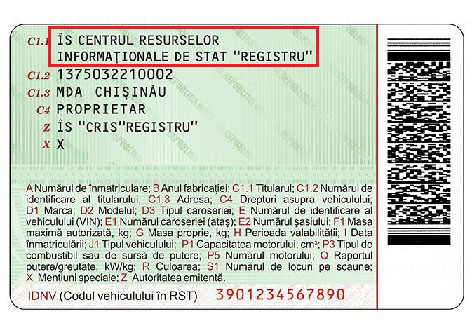 C1.1 ÎS CENTRUL RESURSELOR
INFORMAȚIONALE DE STAT "REGISTRU"
C1.2 1375032210002
C1.3 MDA CHIȘINĂU
C4 PROPRIETAR
Z ÎS "CRIS"REGISTRU"
X X
A Numărul de înmatriculare; B Anul fabricației; C1.1 Titularul; C1.2 Numărul de
identificare al titularului; C1.3 Adresa; C4 Drepturi asupra vehiculului;
D1 Marca; D2 Modelul; D3 Tipul caroseriei; E Numărul de identificare al
vehiculului (VIN); E1 Numărul caroseriei (ataș); E2 Numărul șasiului; F1 Masa
maximă autorizată, kg; G Masa proprie, kg; H Perioada valabilității; I Data
înmatriculării; J1 Tipul vehiculului; P1 Capacitatea motorului, cm³; P3 Tipul de
combustibil sau de sursă de putere; P5 Numărul motorului; Q Raportul
putere/greutate, kW/kg; R Culoarea; S1 Numărul de locuri pe scaune;
X Mențiuni speciale; Z Autoritatea emitentă.
IDNV (Codul vehiculului în RST) 3901234567890